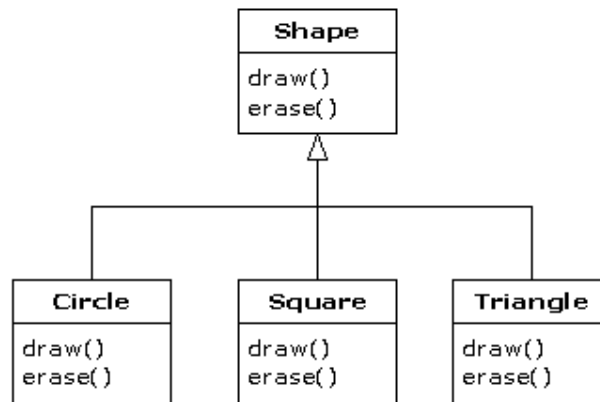 Shape
draw()
erase()
Circle
draw()
erase()
Square
draw()
erase()
Triangle
draw()
erase()